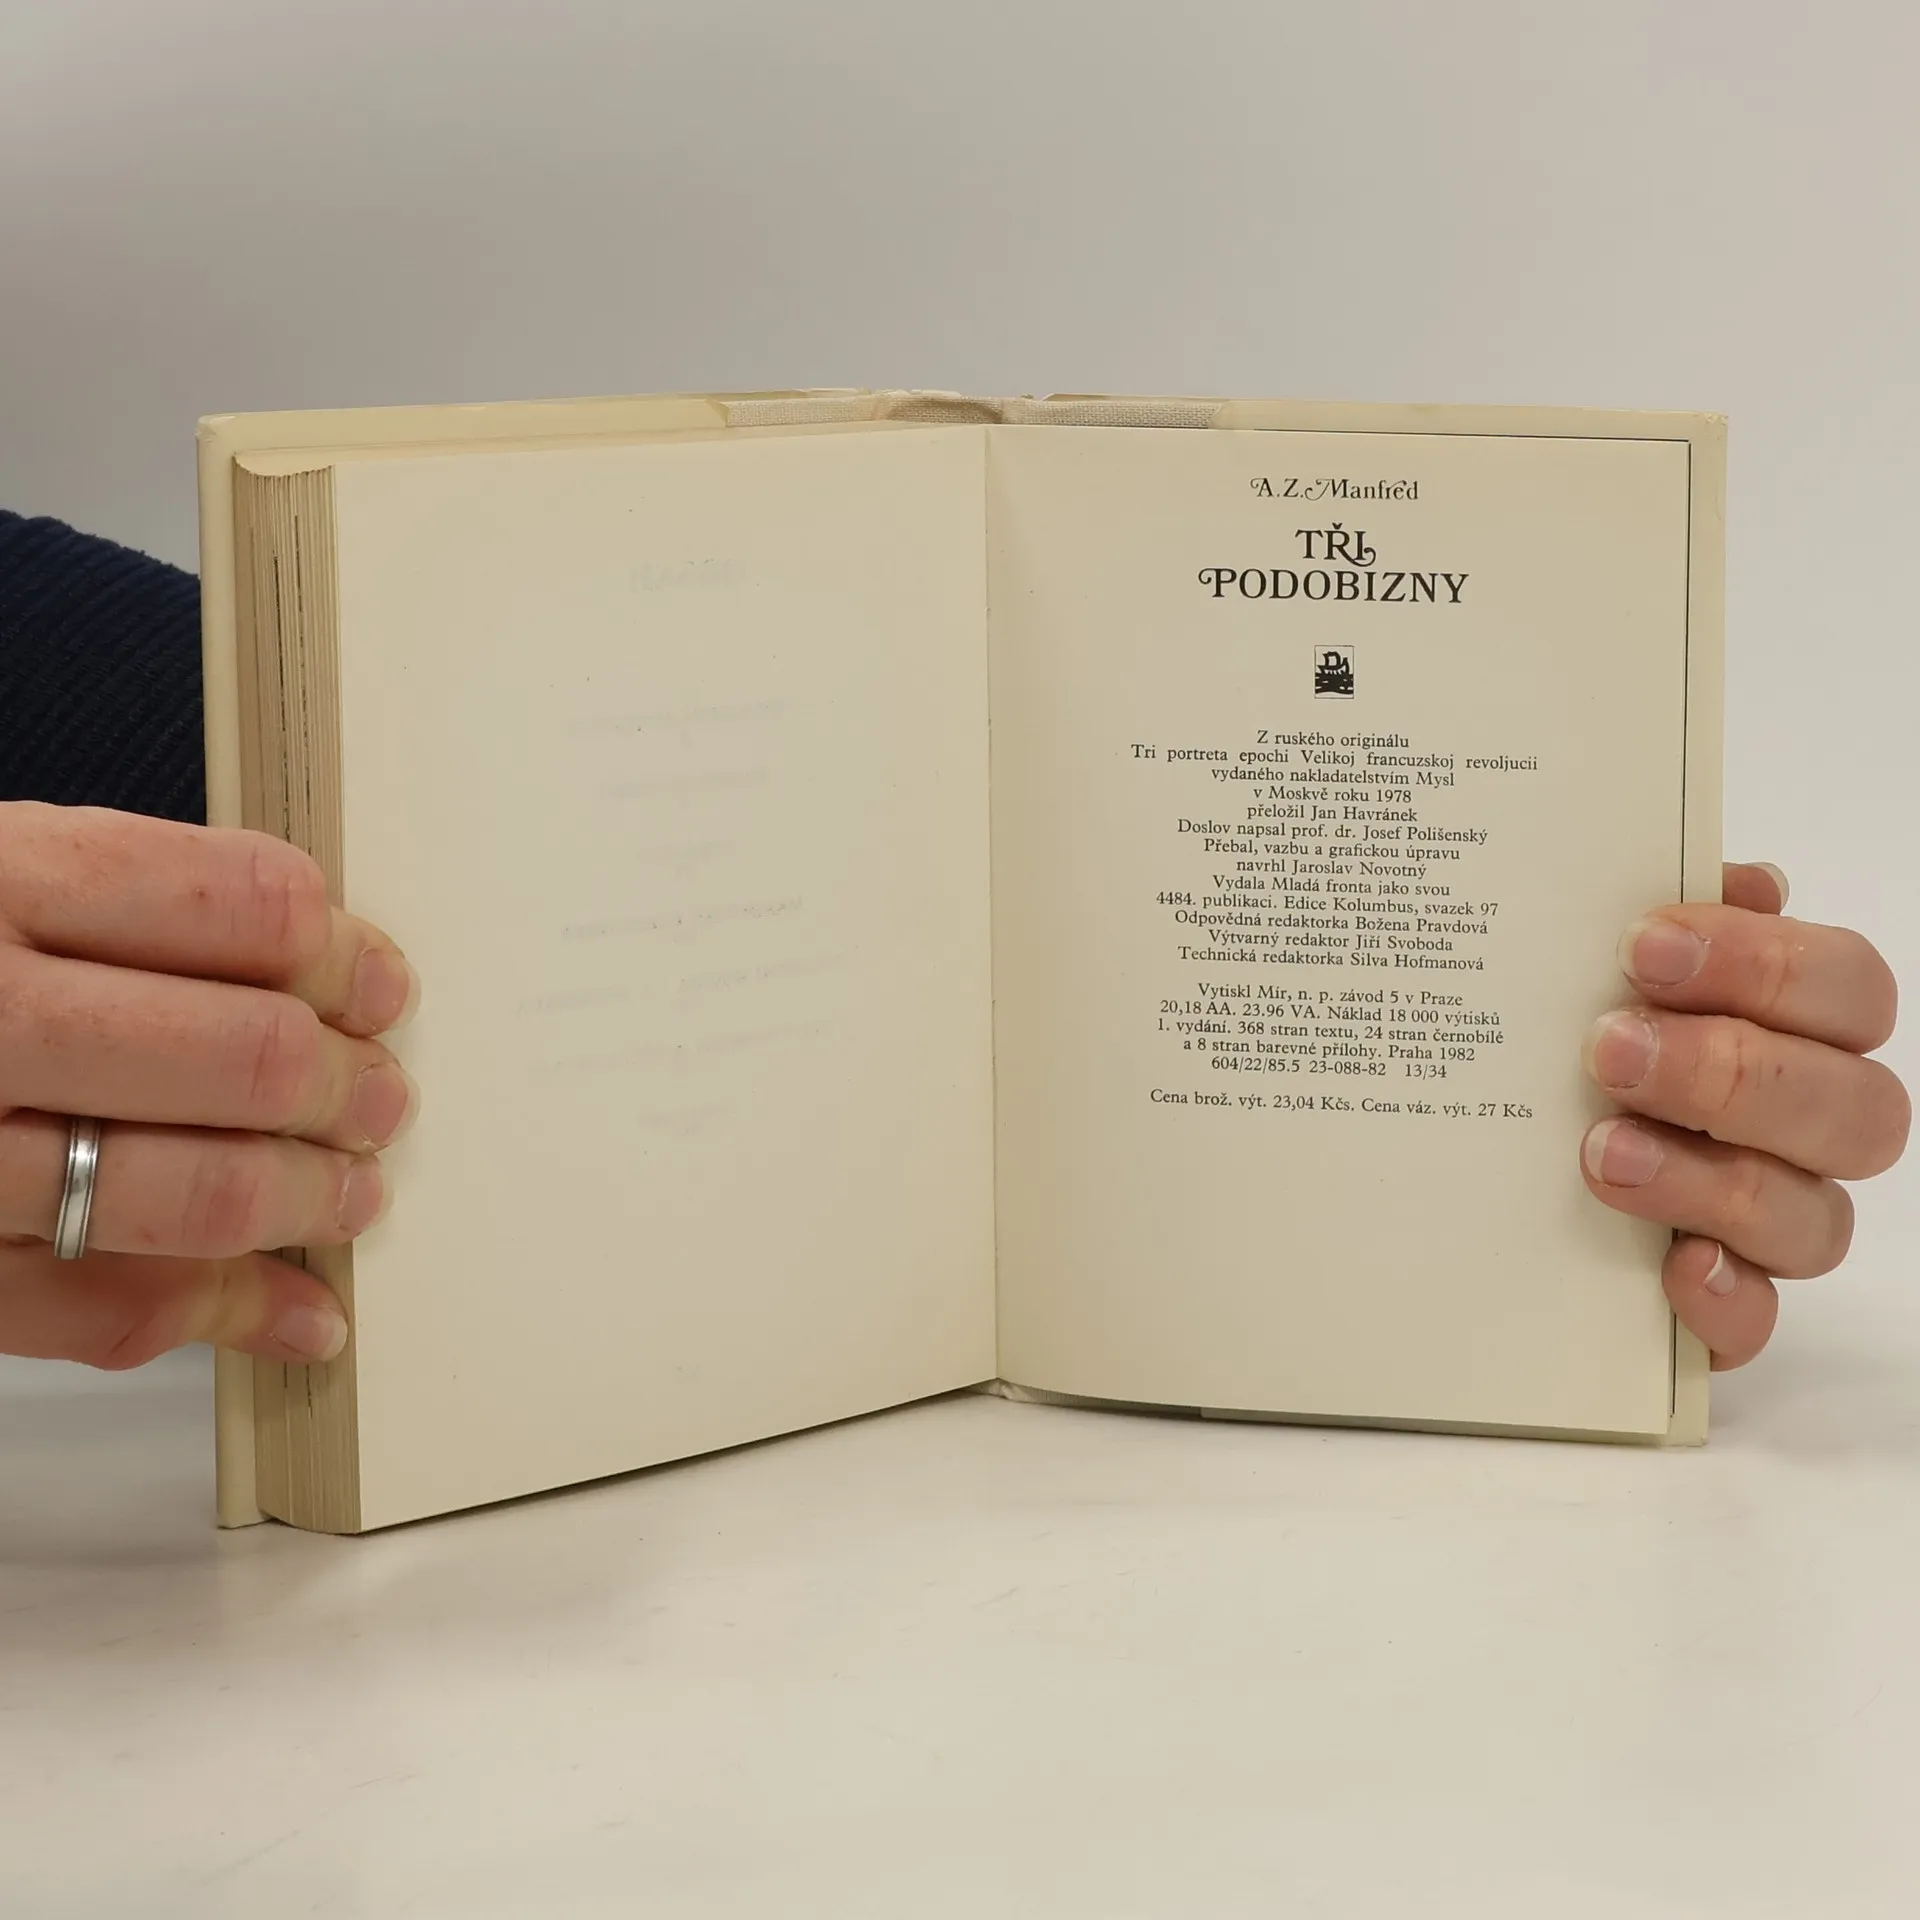 A.Z. Manfred
TŘI
PODOBIZNY
Z ruského originálu
Tri portreta epochi Velikoj francuzskoj revoljucii
vydaného nakladatelstvím Mysl
v Moskvě roku 1978
přeložil Jan Havránek
Doslov napsal prof. dr. Josef Polišenský
Přebal, vazbu a grafickou úpravu
navrhl Jaroslav Novotný
Vydala Mladá fronta jako svou
4484. publikaci. Edice Kolumbus, svazek 97
Odpovědná redaktorka Božena Pravdová
Výtvarný redaktor Jiří Svoboda
Technická redaktorka Silva Hofmanová
Vytiskl Mír, n. p. závod 5 v Praze
20,18 AA. 23.96 VA. Náklad 18 000 výtisků
1. vydání. 368 stran textu, 24 stran černobílé
a 8 stran barevné přílohy. Praha 1982
604/22/85.5 23-088-82 13/34
Cena brož. výt. 23,04 Kčs. Cena váz. výt. 27 Kčs